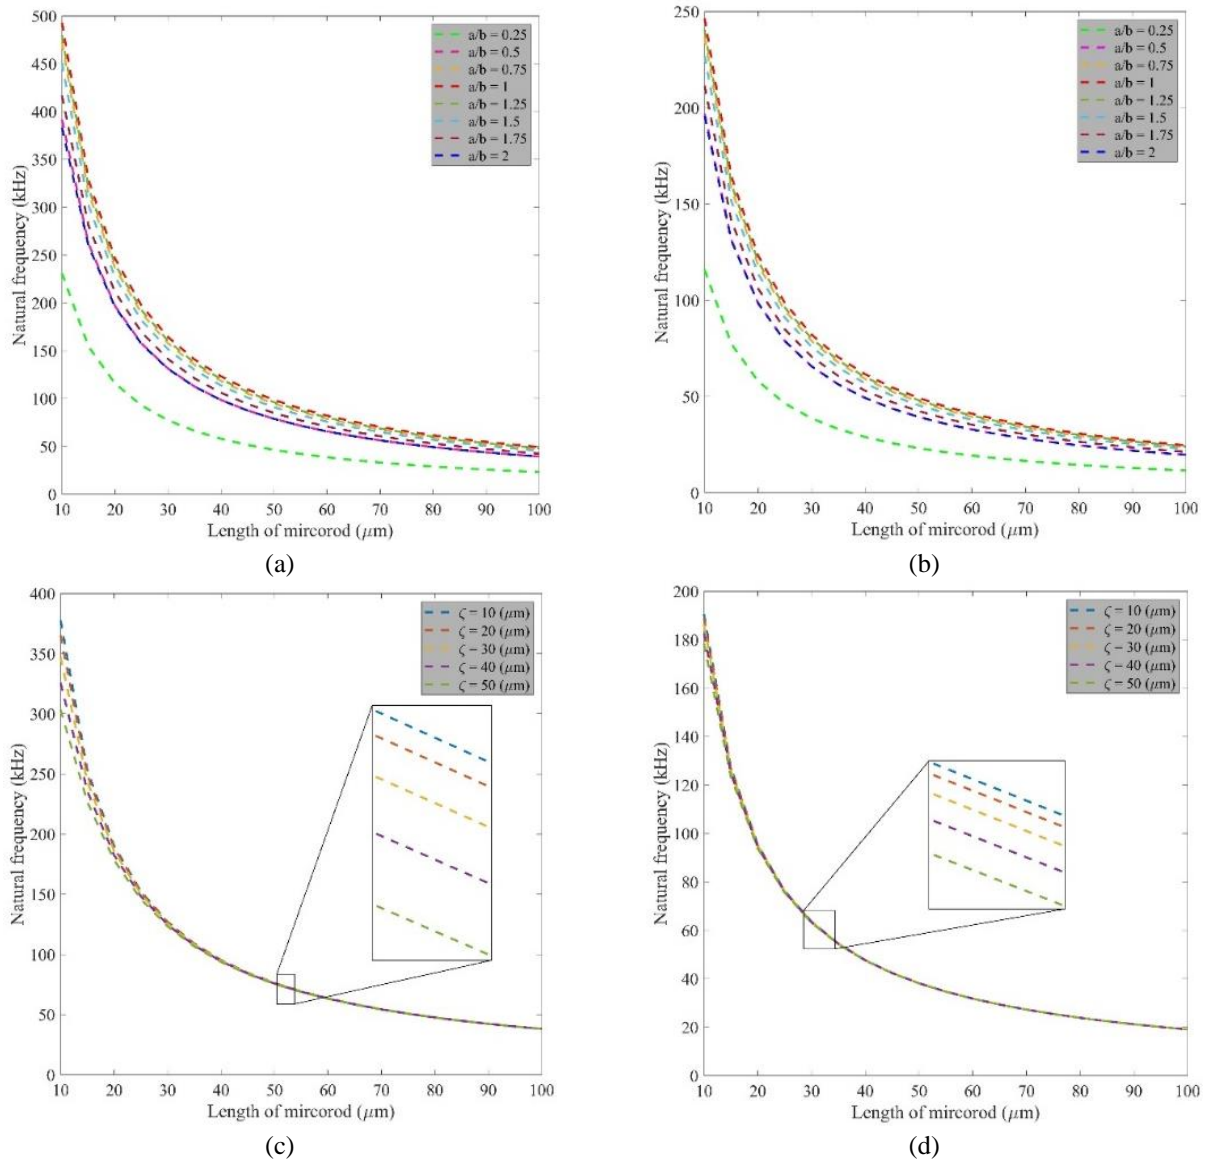 500
450
400
350
300
250
200
150
100
50
0
Natural frequency (kHz)
a/b = 0.25
a/b = 0.5
a/b = 0.75
a/b = 1
a/b = 1.25
a/b = 1.5
a/b = 1.75
a/b = 2
10 20 30 40 50 60 70 80 90 100
Length of mircorod (μm)
(a)
250
200
150
100
50
0
Natural frequency (kHz)
a/b = 0.25
a/b = 0.5
a/b = 0.75
a/b = 1
a/b = 1.25
a/b = 1.5
a/b = 1.75
a/b = 2
10 20 30 40 50 60 70 80 90 100
Length of mircorod (μm)
(b)
400
350
300
250
200
150
100
50
0
Natural frequency (kHz)
ζ = 10 (μm)
ζ = 20 (μm)
ζ = 30 (μm)
ζ = 40 (μm)
ζ = 50 (μm)
10 20 30 40 50 60 70 80 90 100
Length of mircorod (μm)
(c)
200
180
160
140
120
100
80
60
40
20
0
Natural frequency (kHz)
ζ = 10 (μm)
ζ = 20 (μm)
ζ = 30 (μm)
ζ = 40 (μm)
ζ = 50 (μm)
10 20 30 40 50 60 70 80 90 100
Length of mircorod (μm)
(d)